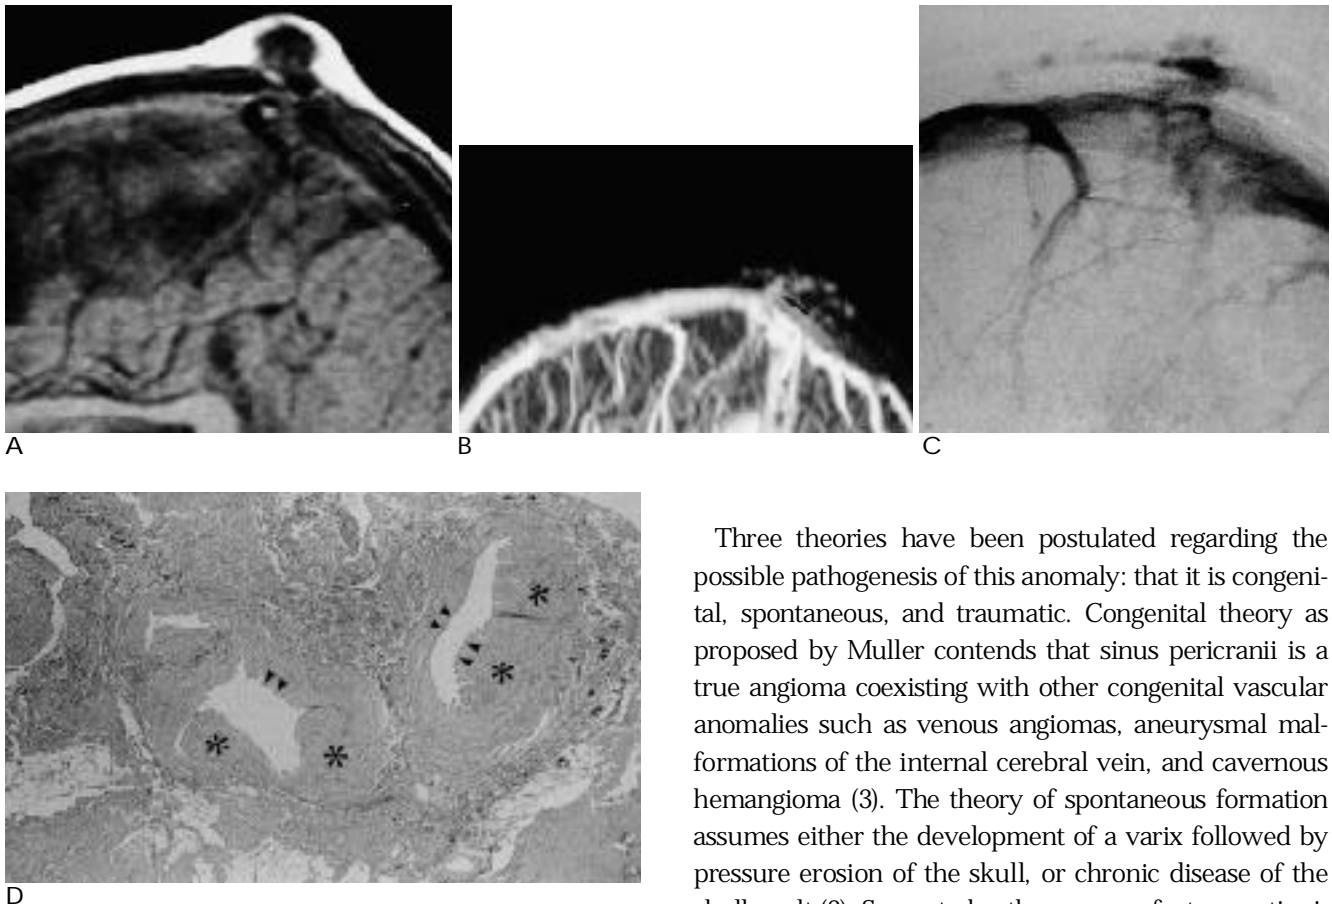 A
B
C
D
Three theories have been postulated regarding the
possible pathogenesis of this anomaly: that it is congeni-
tal, spontaneous, and traumatic. Congenital theory as
proposed by Muller contends that sinus pericranii is a
true angioma coexisting with other congenital vascular
anomalies such as venous angiomas, aneurysmal mal-
formations of the internal cerebral vein, and cavernous
hemangioma (3). The theory of spontaneous formation
assumes either the development of a varix followed by
pressure erosion of the skull, or chronic disease of the